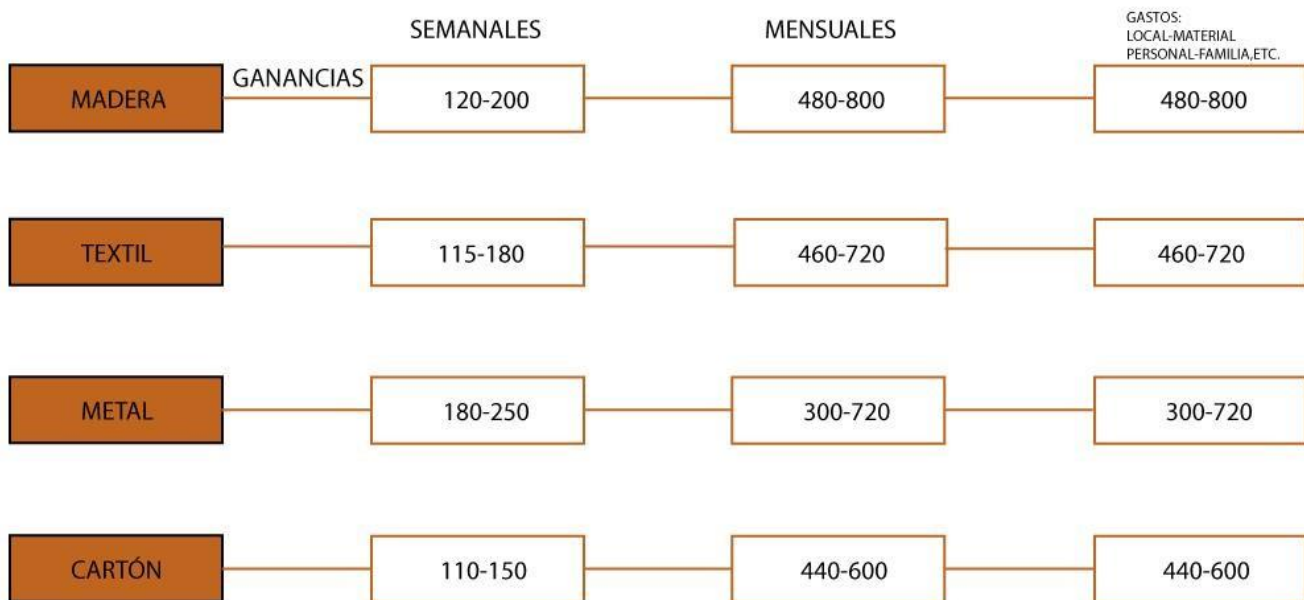 SEMANALES
MENSUALES
GASTOS:
LOCAL-MATERIAL
PERSONAL-FAMILIA,ETC.
MADERA
GANANCIAS
120-200
480-800
480-800
TEXTIL
115-180
460-720
460-720
METAL
180-250
300-720
300-720
CARTÓN
110-150
440-600
440-600